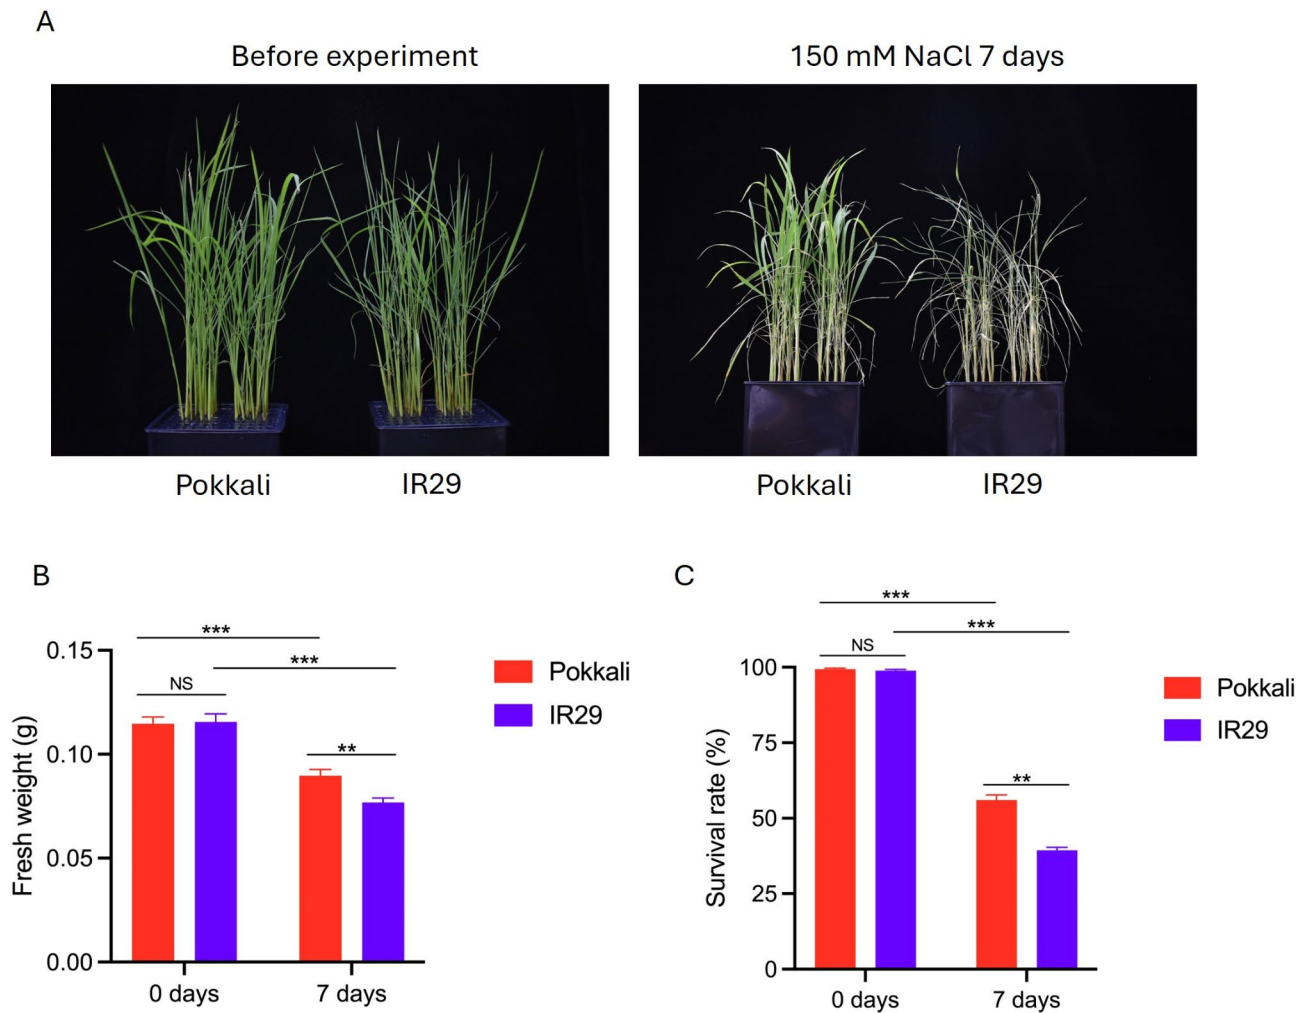 A
Before experiment
150 mM NaCl 7 days
Pokkali
IR29
Pokkali
IR29
B
***
***
NS
**
0.15
0.10
0.05
0.00
Fresh weight (g)
0 days
7 days
Pokkali
IR29
C
***
***
NS
**
100
75
50
25
0
Survival rate (%)
0 days
7 days
Pokkali
IR29